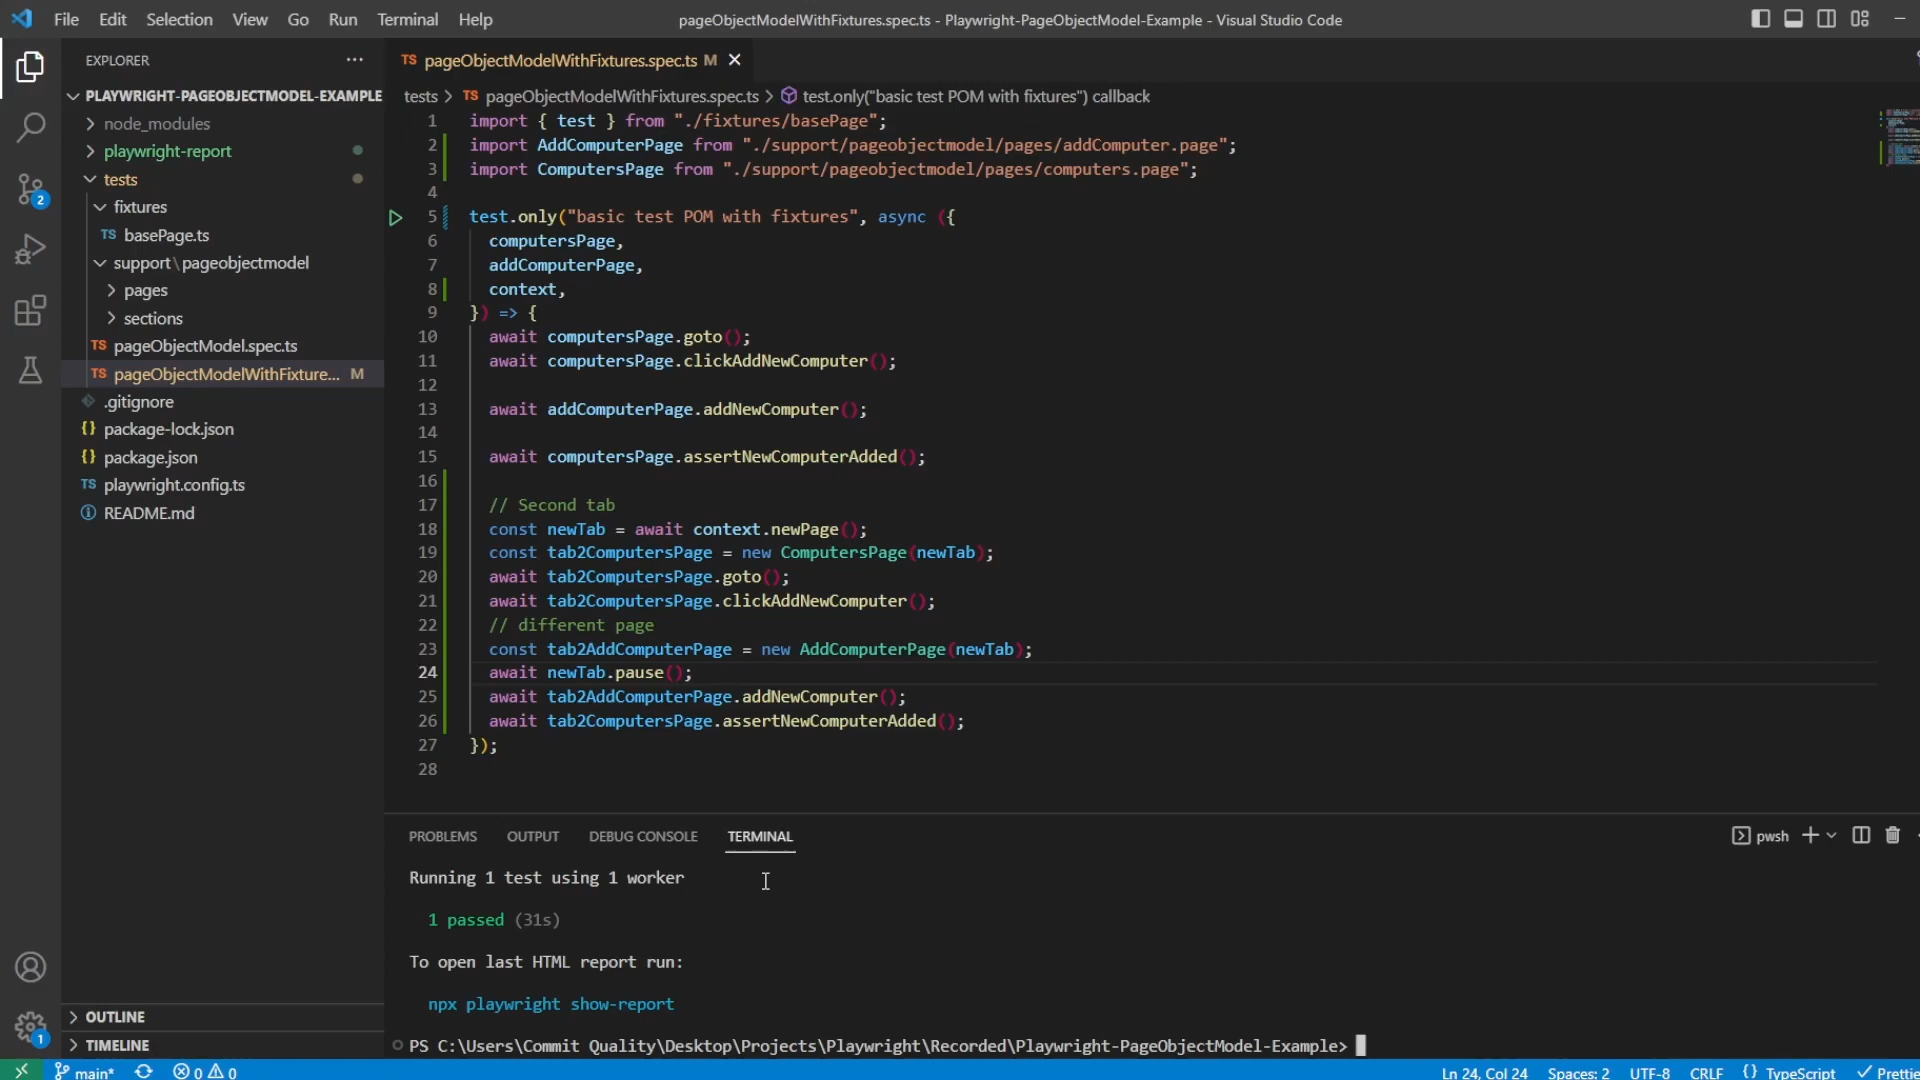 File Edit Selection View Go Run Terminal Help
pageObjectModelWithFixtures.spec.ts - Playwright-PageObjectModel-Example - Visual Studio Code
EXPLORER
PLAYWRIGHT-PAGEOBJECTMODEL-EXAMPLE
node_modules
playwright-report
tests
fixtures
TS basePage.ts
support\pageobjectmodel
pages
sections
TS pageObjectModel.spec.ts
TS pageObjectModelWithFixture... M
.gitignore
{} package-lock.json
{} package.json
TS playwright.config.ts
README.md
OUTLINE
TIMELINE
2
1
TS pageObjectModelWithFixtures.spec.ts M
tests > TS pageObjectModelWithFixtures.spec.ts > test.only("basic test POM with fixtures") callback
1 import { test } from "./fixtures/basePage";
2 import AddComputerPage from "./support/pageobjectmodel/pages/addComputer.page";
3 import ComputersPage from "./support/pageobjectmodel/pages/computers.page";
4
5 test.only("basic test POM with fixtures", async ({
6 computersPage,
7 addComputerPage,
8 context,
9 }) => {
10 await computersPage.goto();
11 await computersPage.clickAddNewComputer();
12
13 await addComputerPage.addNewComputer();
14
15 await computersPage.assertNewComputerAdded();
16
17 // Second tab
18 const newTab = await context.newPage();
19 const tab2ComputersPage = new ComputersPage(newTab);
20 await tab2ComputersPage.goto();
21 await tab2ComputersPage.clickAddNewComputer();
22 // different page
23 const tab2AddComputerPage = new AddComputerPage(newTab);
24 await newTab.pause();
25 await tab2AddComputerPage.addNewComputer();
26 await tab2ComputersPage.assertNewComputerAdded();
27 });
28
PROBLEMS OUTPUT DEBUG CONSOLE TERMINAL
pwsh
Running 1 test using 1 worker
1 passed (31s)
To open last HTML report run:
npx playwright show-report
PS C:\Users\Commit Quality\Desktop\Projects\Playwright\Recorded\Playwright-PageObjectModel-Example>
main* 0 0 Ln 24, Col 24 Spaces: 2 UTF-8 CRLF {} TypeScript Prettie